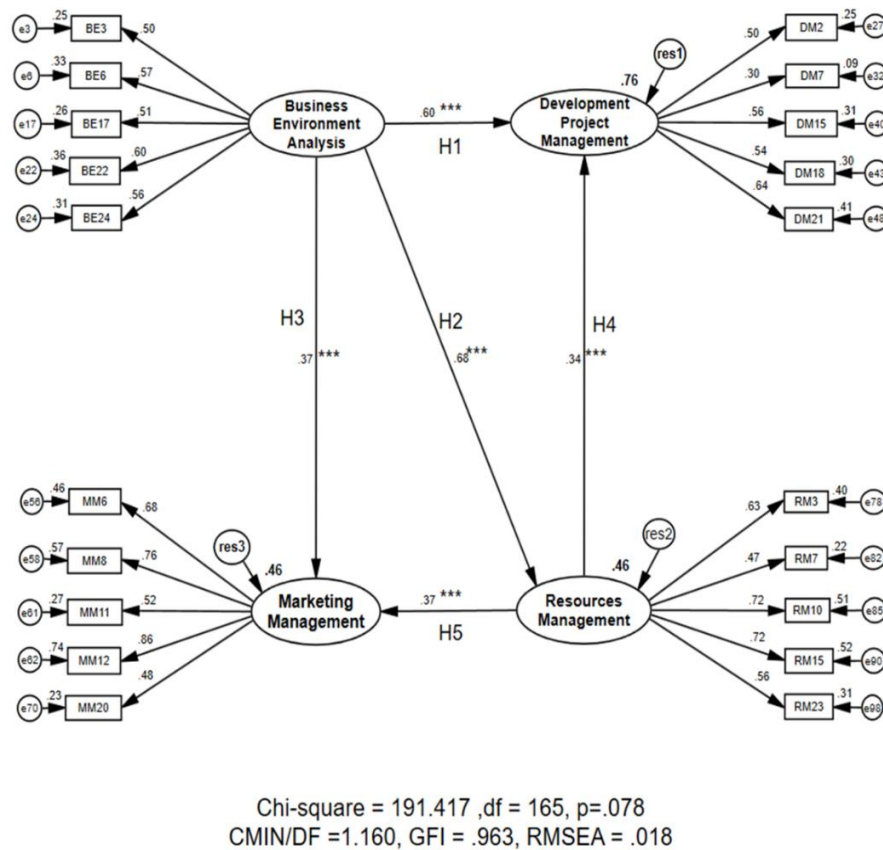 e3 .25 BE3 .50
e6 .33 BE6 .57
e17 .26 BE17 .51
e22 .36 BE22 .60
e24 .31 BE24 .56
Business
Environment
Analysis
.60 ***
H1
res1
.76
Development
Project
Management
.50 DM2 .25 e27
.30 DM7 .09 e32
.56 DM15 .31 e40
.54 DM18 .30 e43
.64 DM21 .41 e48
H3
.37 ***
H2
.68 ***
H4
.34 ***
e56 .46 MM6 .68
e58 .57 MM8 .76
e61 .27 MM11 .52
e62 .74 MM12 .86
e70 .23 MM20 .48
res3
.46
Marketing
Management
.37 ***
H5
res2
.46
Resources
Management
.63 RM3 .40 e78
.47 RM7 .22 e82
.72 RM10 .51 e85
.72 RM15 .52 e90
.56 RM23 .31 e98
Chi-square = 191.417 ,df = 165, p=.078
CMIN/DF =1.160, GFI = .963, RMSEA = .018